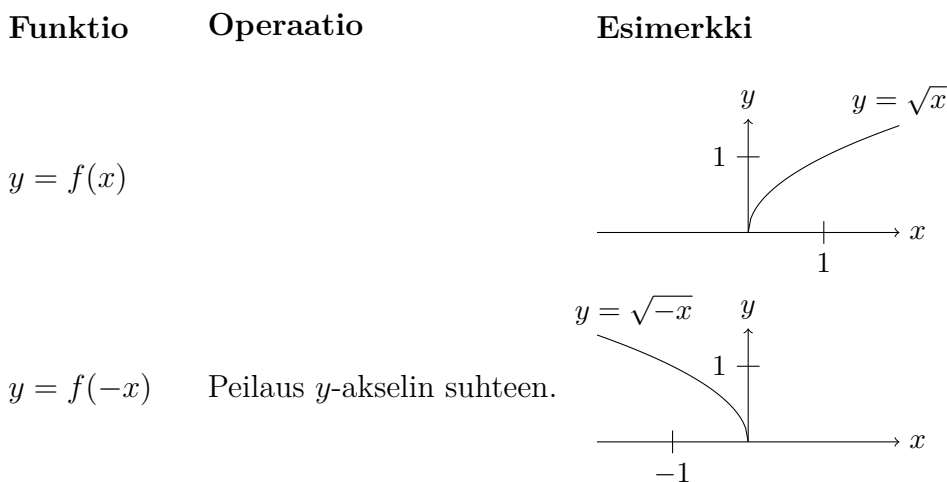 Funktio Operaatio Esimerkki
y
y = √x
1
y = f(x)
x
1
y = √−x
y
1
y = f(−x) Peilaus y-akselin suhteen.
x
−1